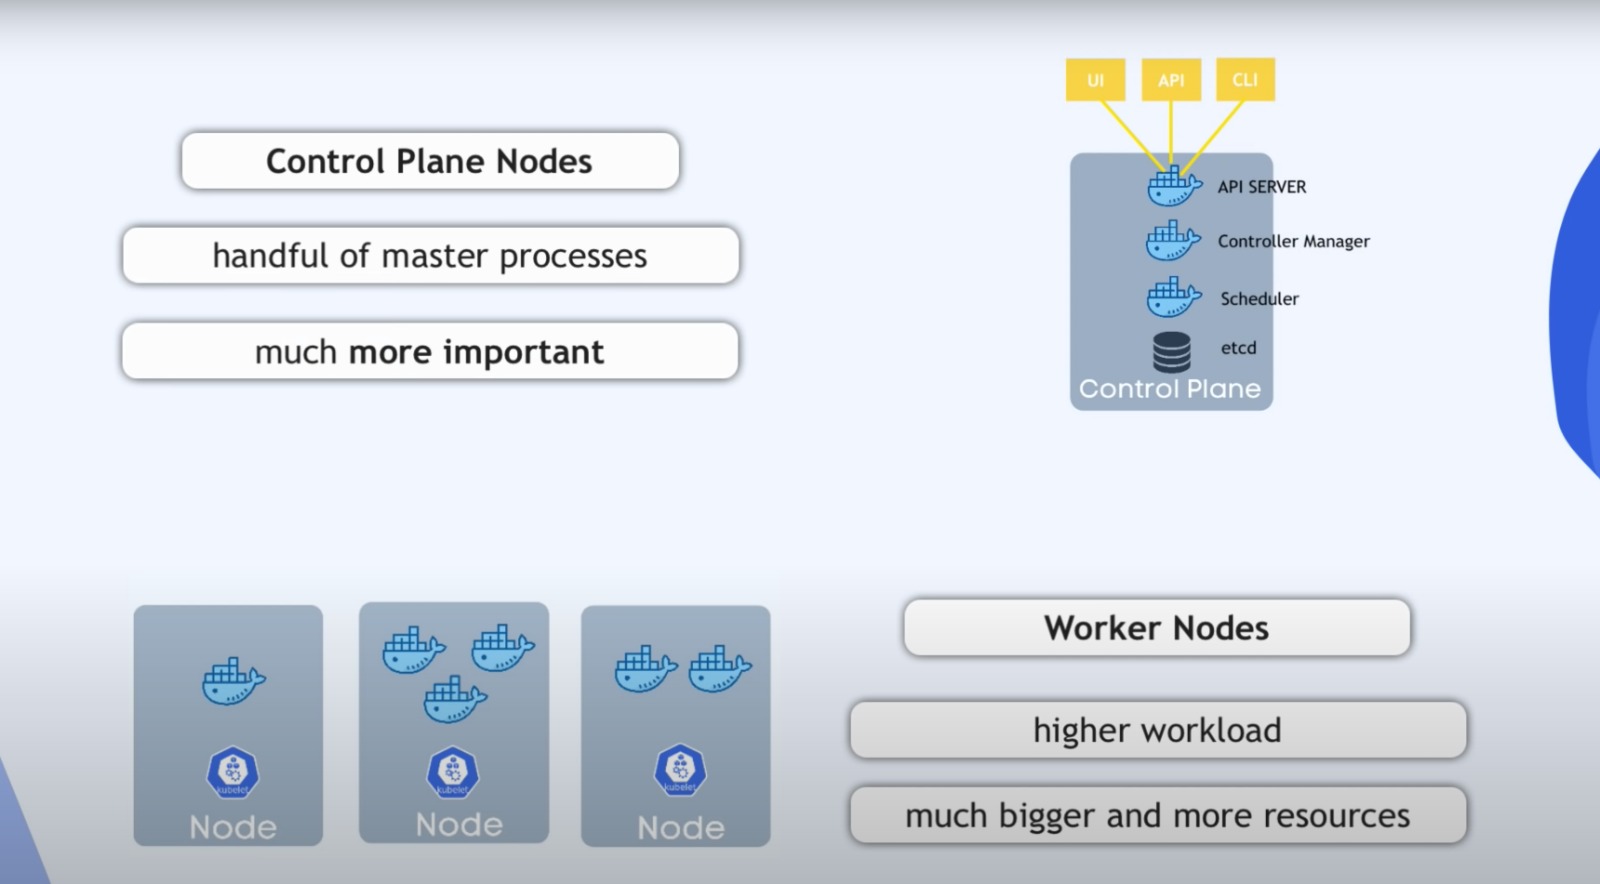 UI
API
CLI
Control Plane Nodes
handful of master processes
much more important
API SERVER
Controller Manager
Scheduler
etcd
Control Plane
Worker Nodes
higher workload
much bigger and more resources
kubelet
Node
kubelet
Node
kubelet
Node